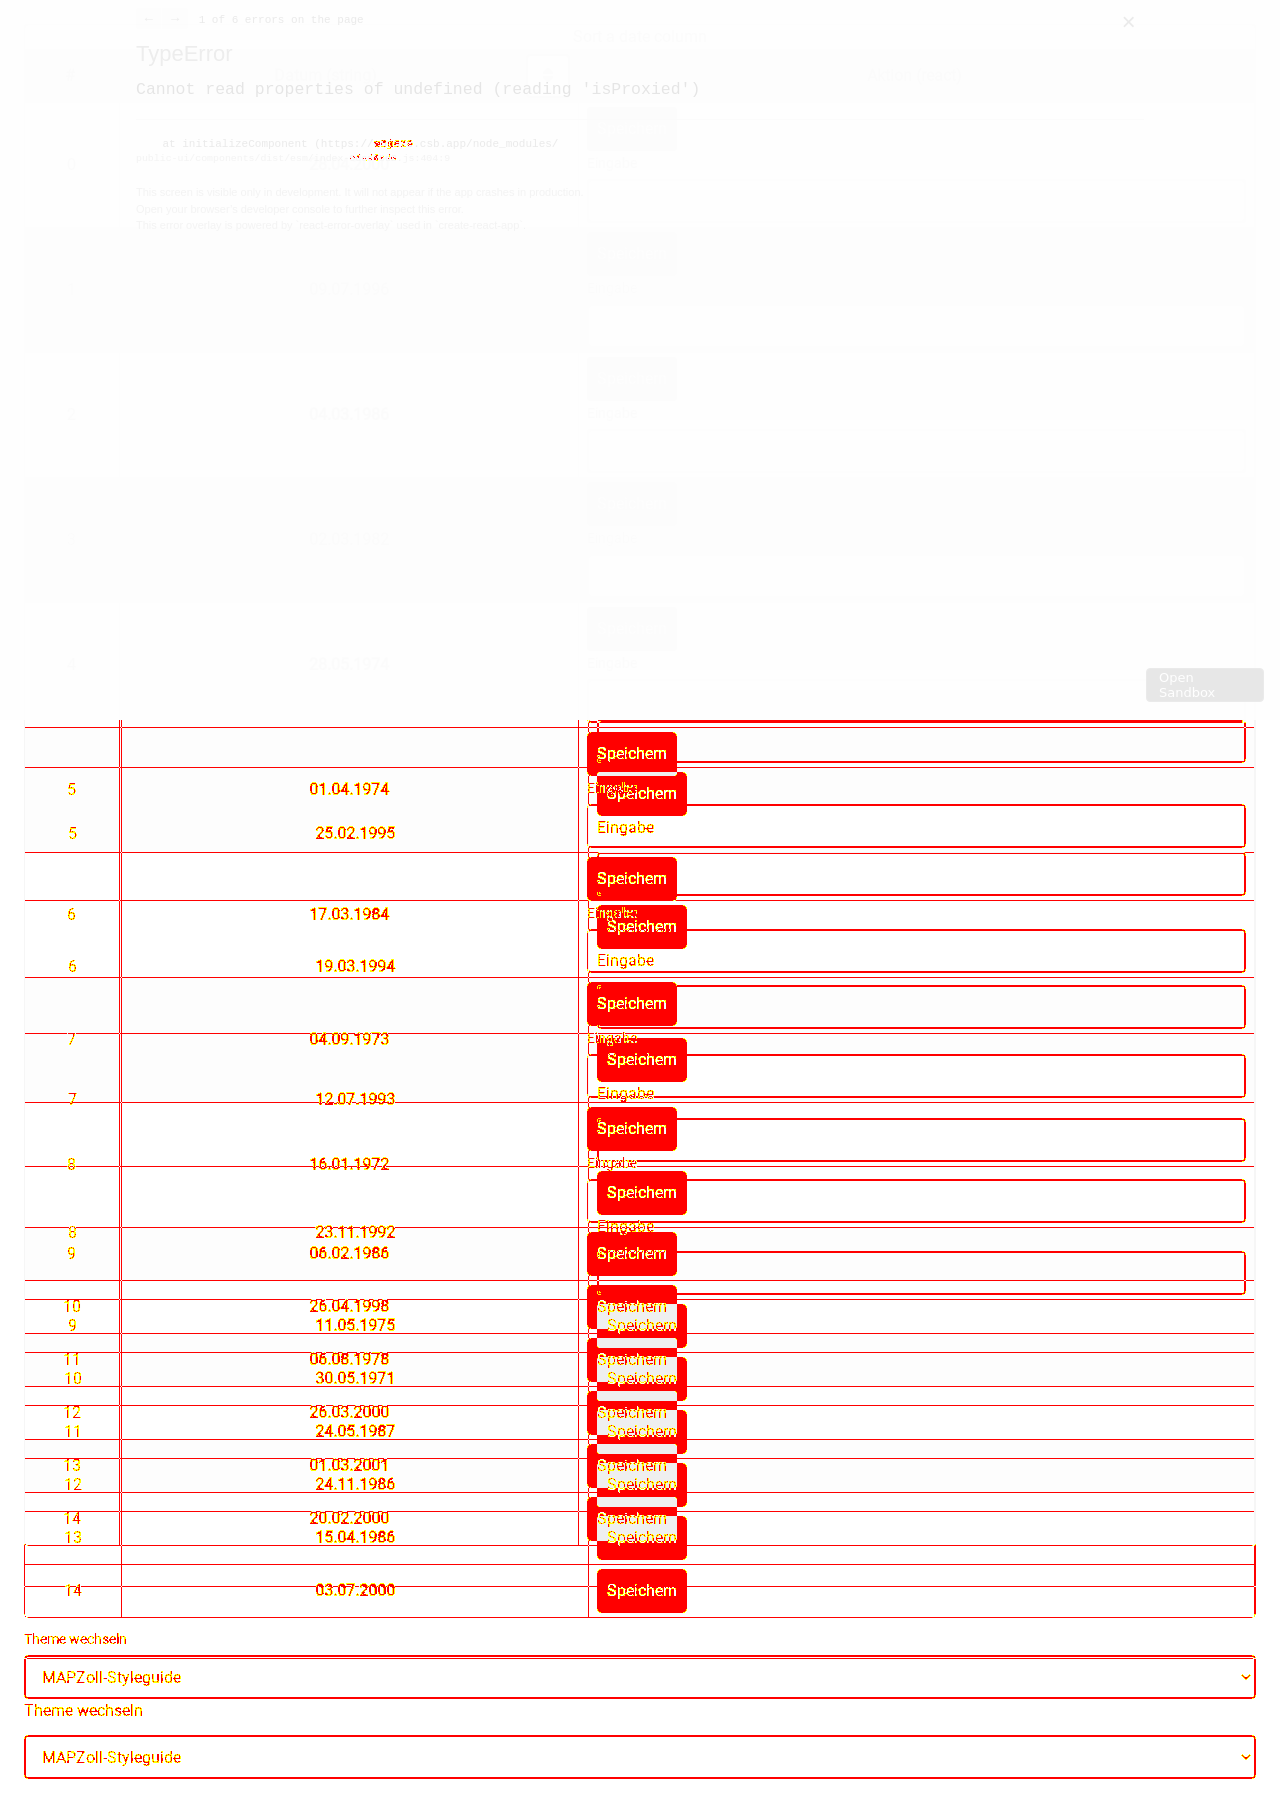 ← → 1 of 6 errors on the page ×
TypeError
Cannot read properties of undefined (reading 'isProxied')
at initializeComponent (https://
.csb.app/node_modules/
This screen is visible only in development. It will not appear if the app crashes in production.
Open your browser's developer console to further inspect this error.
This error overlay is powered by `react-error-overlay` used in `create-react-app`.
Open
Sandbox
Speichern
5 01.04.1974 Eingabe
Speichern
5 25.02.1995 Eingabe
Speichern
6 17.03.1984 Eingabe
Speichern
6 19.03.1994 Eingabe
Speichern
7 04.09.1973 Eingabe
Speichern
7 12.07.1993 Eingabe
Speichern
8 16.01.1972 Eingabe
Speichern
8 23.11.1992 Eingabe
9 06.02.1986 Speichern
10 26.04.1998 Speichern
9 11.05.1975 Speichern
11 06.08.1978 Speichern
10 30.05.1971 Speichern
12 26.03.2000 Speichern
11 24.05.1987 Speichern
13 01.03.2001 Speichern
12 24.11.1986 Speichern
14 20.02.2000 Speichern
13 15.04.1986 Speichern
14 03.07.2000 Speichern
Theme wechseln
MAPZoll-Styleguide
Theme wechseln
MAPZoll-Styleguide